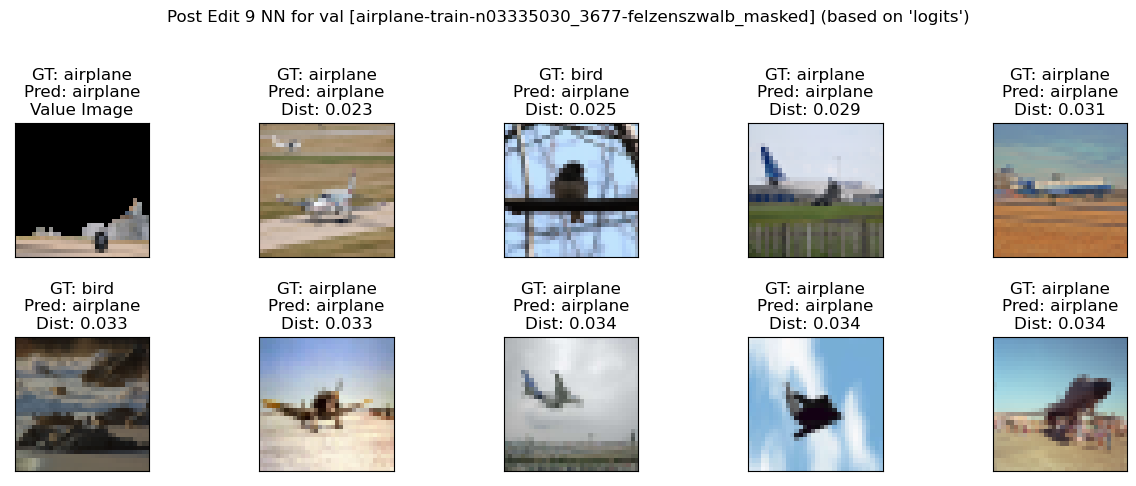 Post Edit 9 NN for val [airplane-train-n03335030_3677-felzenszwalb_masked] (based on 'logits')
GT: airplane
Pred: airplane
Value Image
GT: airplane
Pred: airplane
Dist: 0.023
GT: bird
Pred: airplane
Dist: 0.025
GT: airplane
Pred: airplane
Dist: 0.029
GT: airplane
Pred: airplane
Dist: 0.031
GT: bird
Pred: airplane
Dist: 0.033
GT: airplane
Pred: airplane
Dist: 0.033
GT: airplane
Pred: airplane
Dist: 0.034
GT: airplane
Pred: airplane
Dist: 0.034
GT: airplane
Pred: airplane
Dist: 0.034